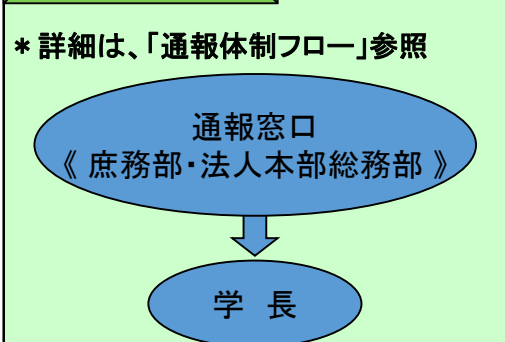 ＊詳細は、「通報体制フロー」参照
通報窓口
《 庶務部・法人本部総務部 》
学 長